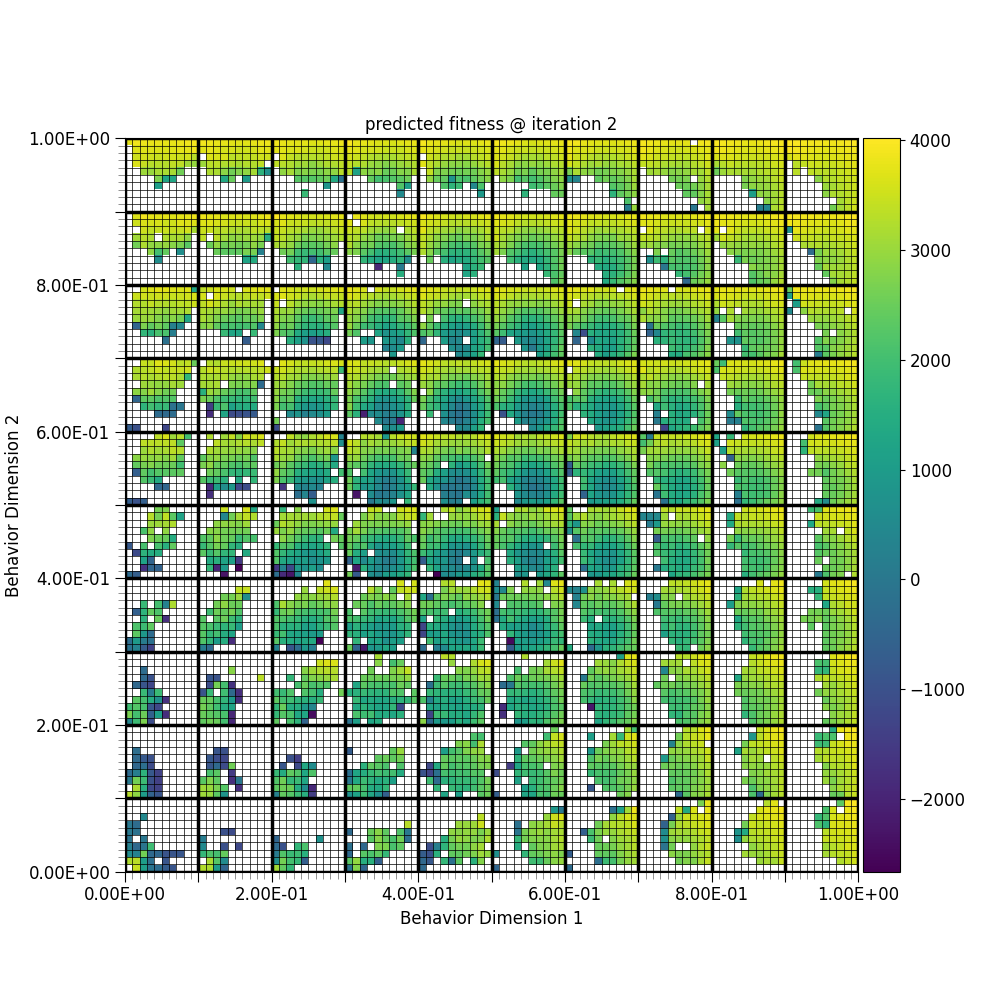 predicted fitness @ iteration 2
1.00E+00
8.00E-01
6.00E-01
4.00E-01
2.00E-01
0.00E+00
Behavior Dimension 2
0.00E+00 2.00E-01 4.00E-01 6.00E-01 8.00E-01 1.00E+00
Behavior Dimension 1
4000
3000
2000
1000
0
−1000
−2000